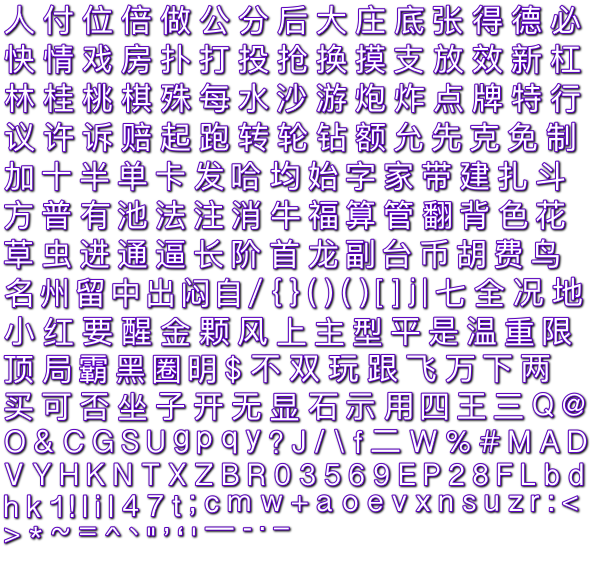 人付位倍做公分后大庄底张得德必
快情戏房扑打投抢换摸支放效新杠
林桂桃棋殊每水沙游炮炸点牌特行
议许诉赔起跑转轮钻额允先克免制
加十半单卡发哈均始字家带建扎斗
方普有池法注消牛福算管翻背色花
草虫进通逼长阶首龙副台币胡费鸟
名州留中出闷自/{}()()[]j|七全况地
小红要醒金颗风上主型平是温重限
顶局霸黑圈明$不双玩跟飞万下两
买可否坐子开无显石示用四王三Q@
O&CGSUgpqy?J/\f二W%#MAD
VYHKNTXZBR03569EP28FLbd
hk1!ljil47t;cmw+aoevxnsuzr:<
>*~=^丶"',‘'一-·一